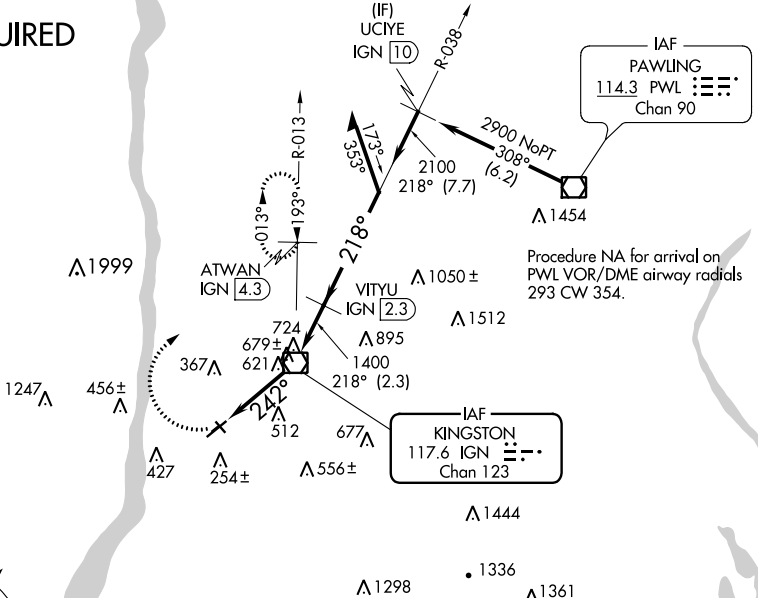 UIRED
(IF)
UCIYE
IGN 10
R-038
IAF
PAWLING
114.3 PWL
Chan 90
2900 NoPT
308°
(6.2)
R-013
173°
353°
2100
218° (7.7)
1454
013°
193°
218°
Procedure NA for arrival on
PWL VOR/DME airway radials
293 CW 354.
1999
ATWAN
IGN 4.3
VITYU
IGN 2.3
1050 ±
1512
724
679±
621
895
367
1400
218° (2.3)
1247
456±
242°
512
677
IAF
KINGSTON
117.6 IGN
Chan 123
427
254±
556±
1444
1336
1298
1361